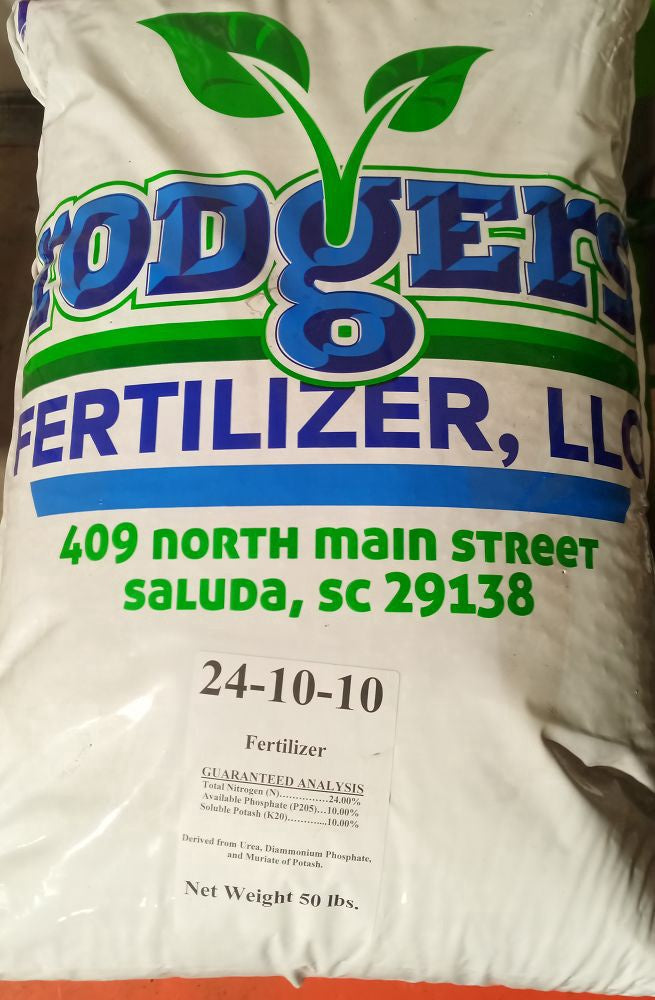 rodgers
FERTILIZER, LLC
409 NORTH main STReeT
SaLUDa, SC 29138
24-10-10
Fertilizer
GUARANTEED ANALYSIS
Total Nitrogen (N)……………24.00%
Available Phosphate (P205)…10.00%
Soluble Potash (K20)………....10.00%
Derived from Urea, Diammonium Phosphate,
and Muriate of Potash.
Net Weight 50 lbs.